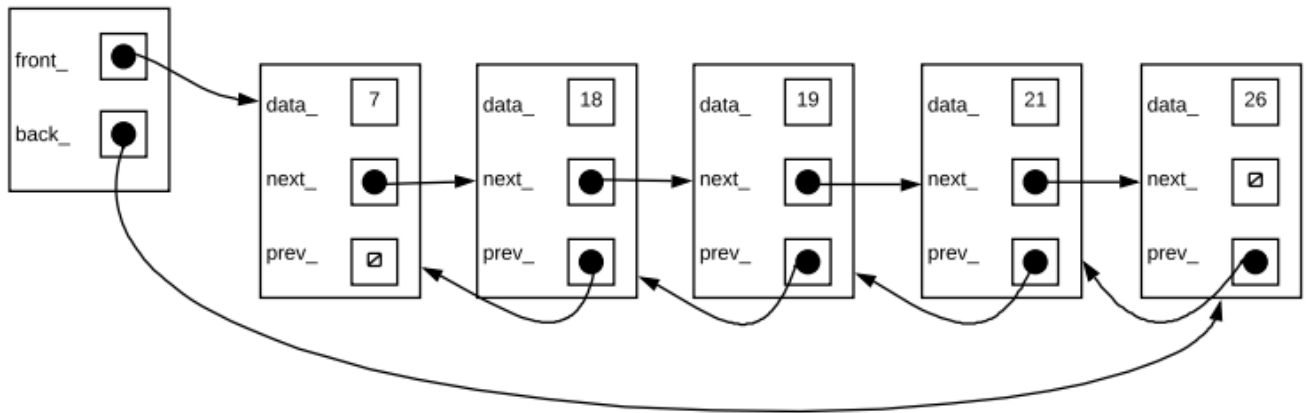 front_
back_
data_ 7
next_
prev_
data_ 18
next_
prev_
data_ 19
next_
prev_
data_ 21
next_
prev_
data_ 26
next_
prev_